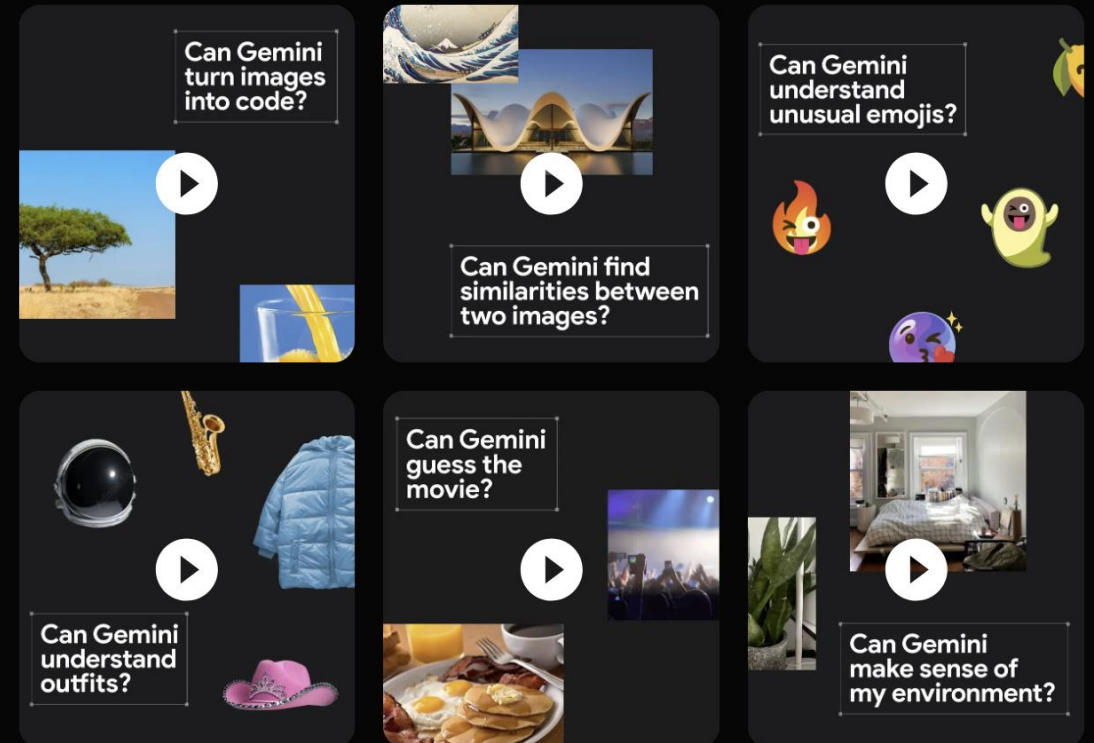 Can Gemini
turn images
into code?
Can Gemini find
similarities between
two images?
Can Gemini
understand
unusual emojis?
Can Gemini
understand
outfits?
Can Gemini
guess the
movie?
Can Gemini
make sense of
my environment?